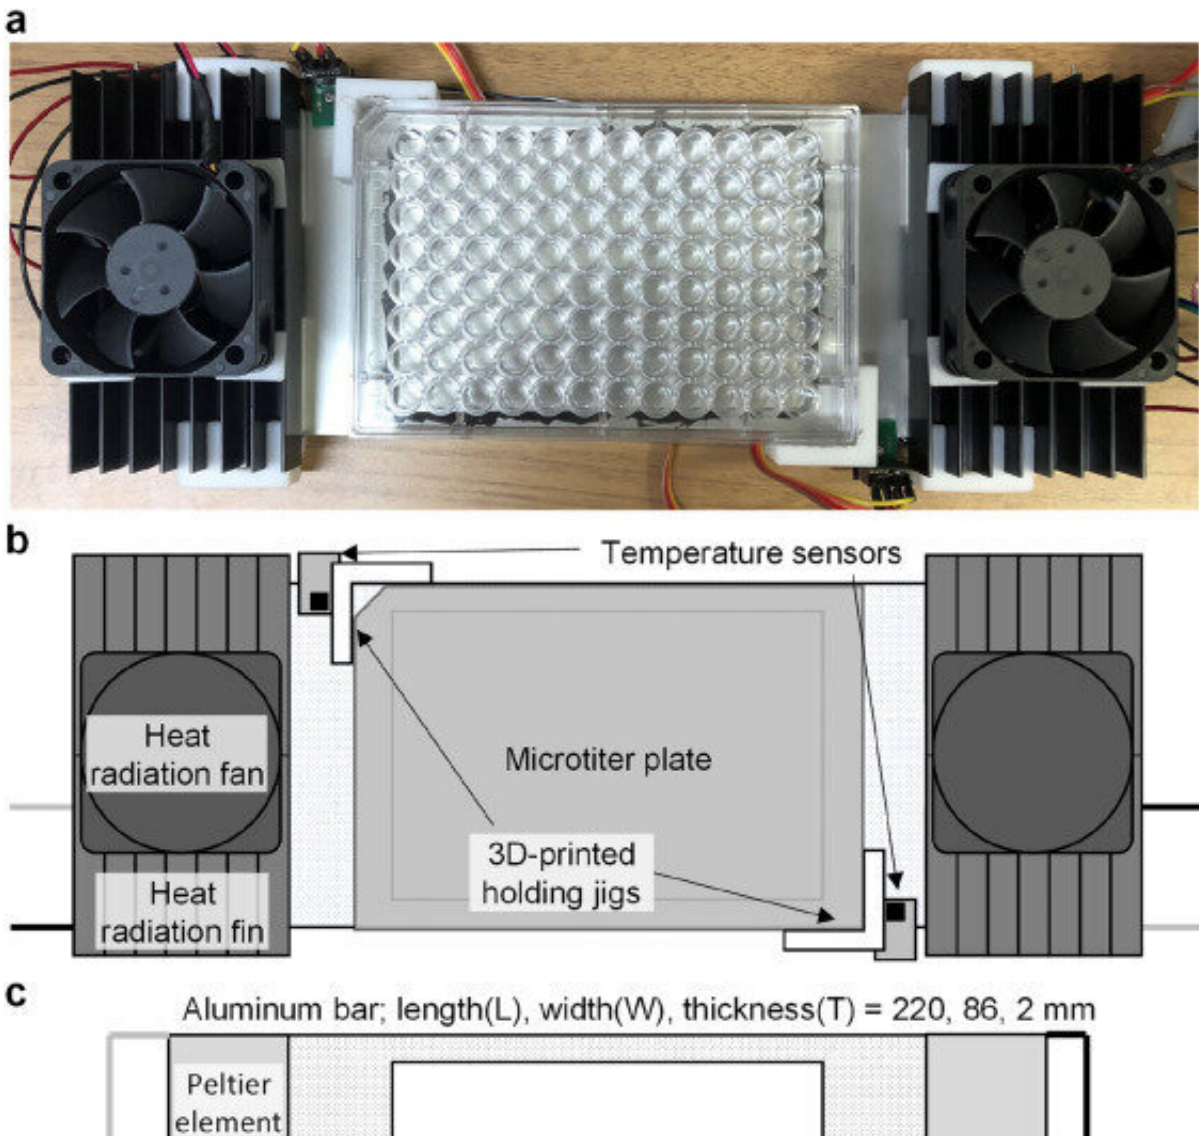 a
b
Temperature sensors
Heat
radiation fan
Microtiter plate
3D-printed
holding jigs
Heat
radiation fin
c
Aluminum bar; length(L), width(W), thickness(T) = 220, 86, 2 mm
Peltier
element